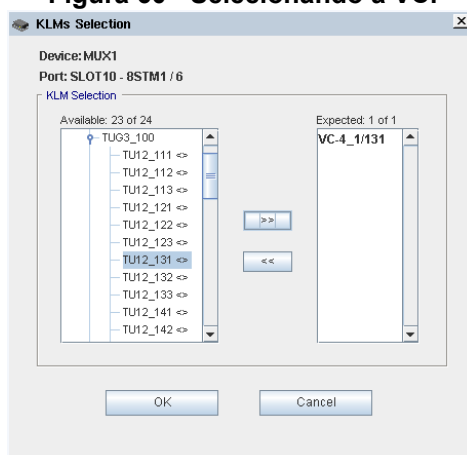 Figura 30 - Selecionando a VC.
KLMs Selection
Device: MUX1
Port: SLOT10 - 8STM1 / 6
KLM Selection
Available: 23 of 24
Expected: 1 of 1
TUG3_100
TU12_111 <>
TU12_112 <>
TU12_113 <>
TU12_121 <>
TU12_122 <>
TU12_123 <>
TU12_131 <>
TU12_132 <>
TU12_133 <>
TU12_141 <>
TU12_142 <>
VC-4_1/131
>>
<<
OK
Cancel